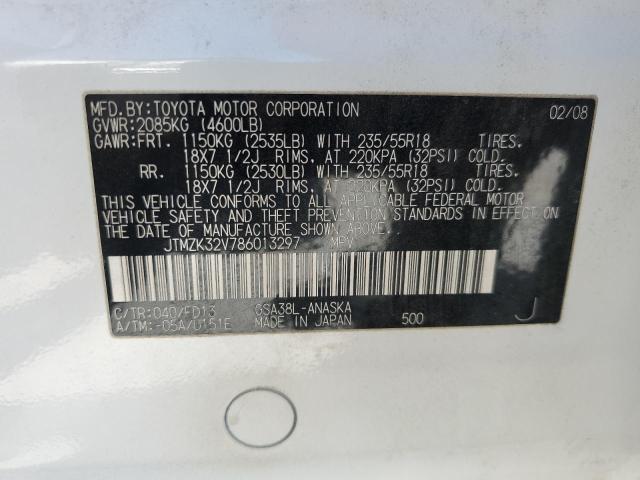 MFD.BY:TOYOTA MOTOR CORPORATION 02/08
GVWR:2085KG (4600LB)
GAWR:FRT. 1150KG (2535LB) WITH 235/55R18 TIRES.
18X7 1/2J RIMS, AT 220KPA (32PSI) COLD.
RR. 1150KG (2530LB) WITH 235/55R18 TIRES.
18X7 1/2J RIMS, AT 220KPA (32PSI) COLD.
THIS VEHICLE CONFORMS TO ALL APPLICABLE FEDERAL MOTOR
VEHICLE SAFETY AND THEFT PREVENTION STANDARDS IN EFFECT ON
THE DATE OF MANUFACTURE SHOWN ABOVE.
JTMZK32V786013297 MPV
C/TR:040/FD13 GSA38L-ANASKA
A/TM:-05A/U151E MADE IN JAPAN 500 J